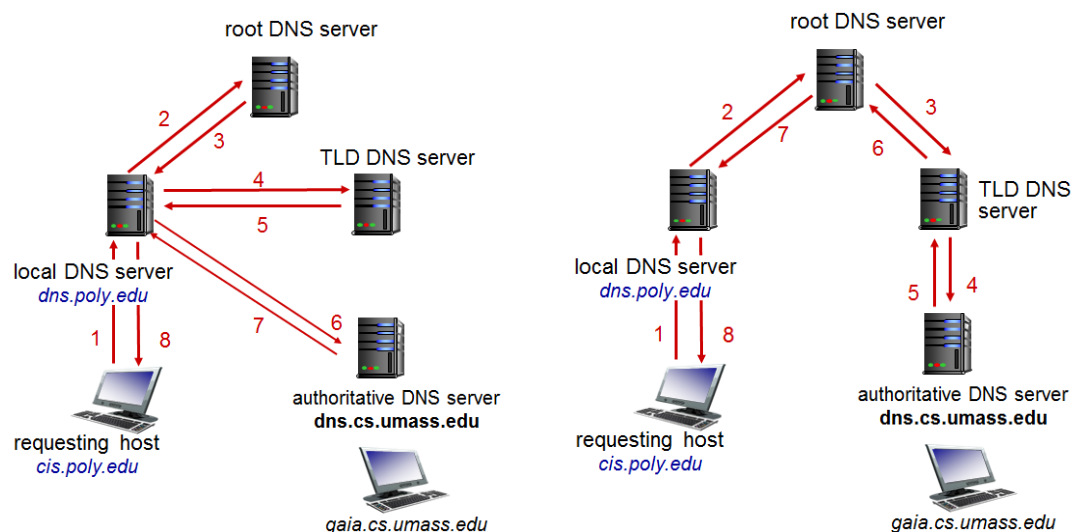 root DNS server
2
3
TLD DNS server
4
5
local DNS server
dns.poly.edu
7
6
1
8
authoritative DNS server
dns.cs.umass.edu
requesting host
cis.poly.edu
gaia.cs.umass.edu
root DNS server
2
3
7
6
TLD DNS
server
local DNS server
dns.poly.edu
5
4
1
8
authoritative DNS server
dns.cs.umass.edu
requesting host
cis.poly.edu
gaia.cs.umass.edu